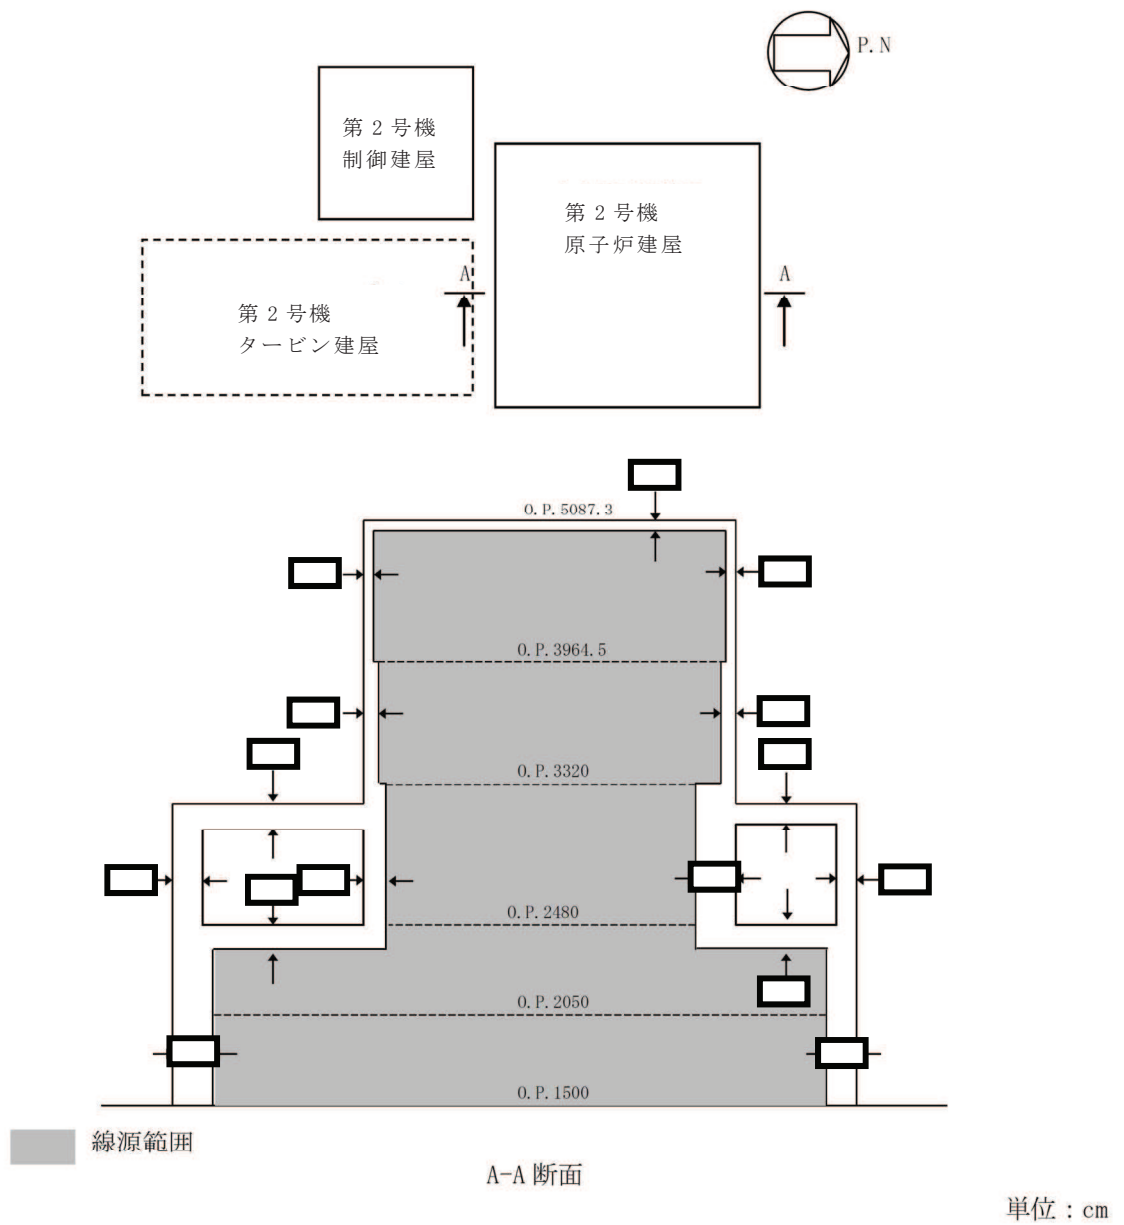 P.N
第2号機
制御建屋
第2号機
原子炉建屋
A
A
第2号機
タービン建屋
O.P.5087.3
O.P.3964.5
O.P.3320
O.P.2480
O.P.2050
O.P.1500
線源範囲
A-A 断面
単位：cm